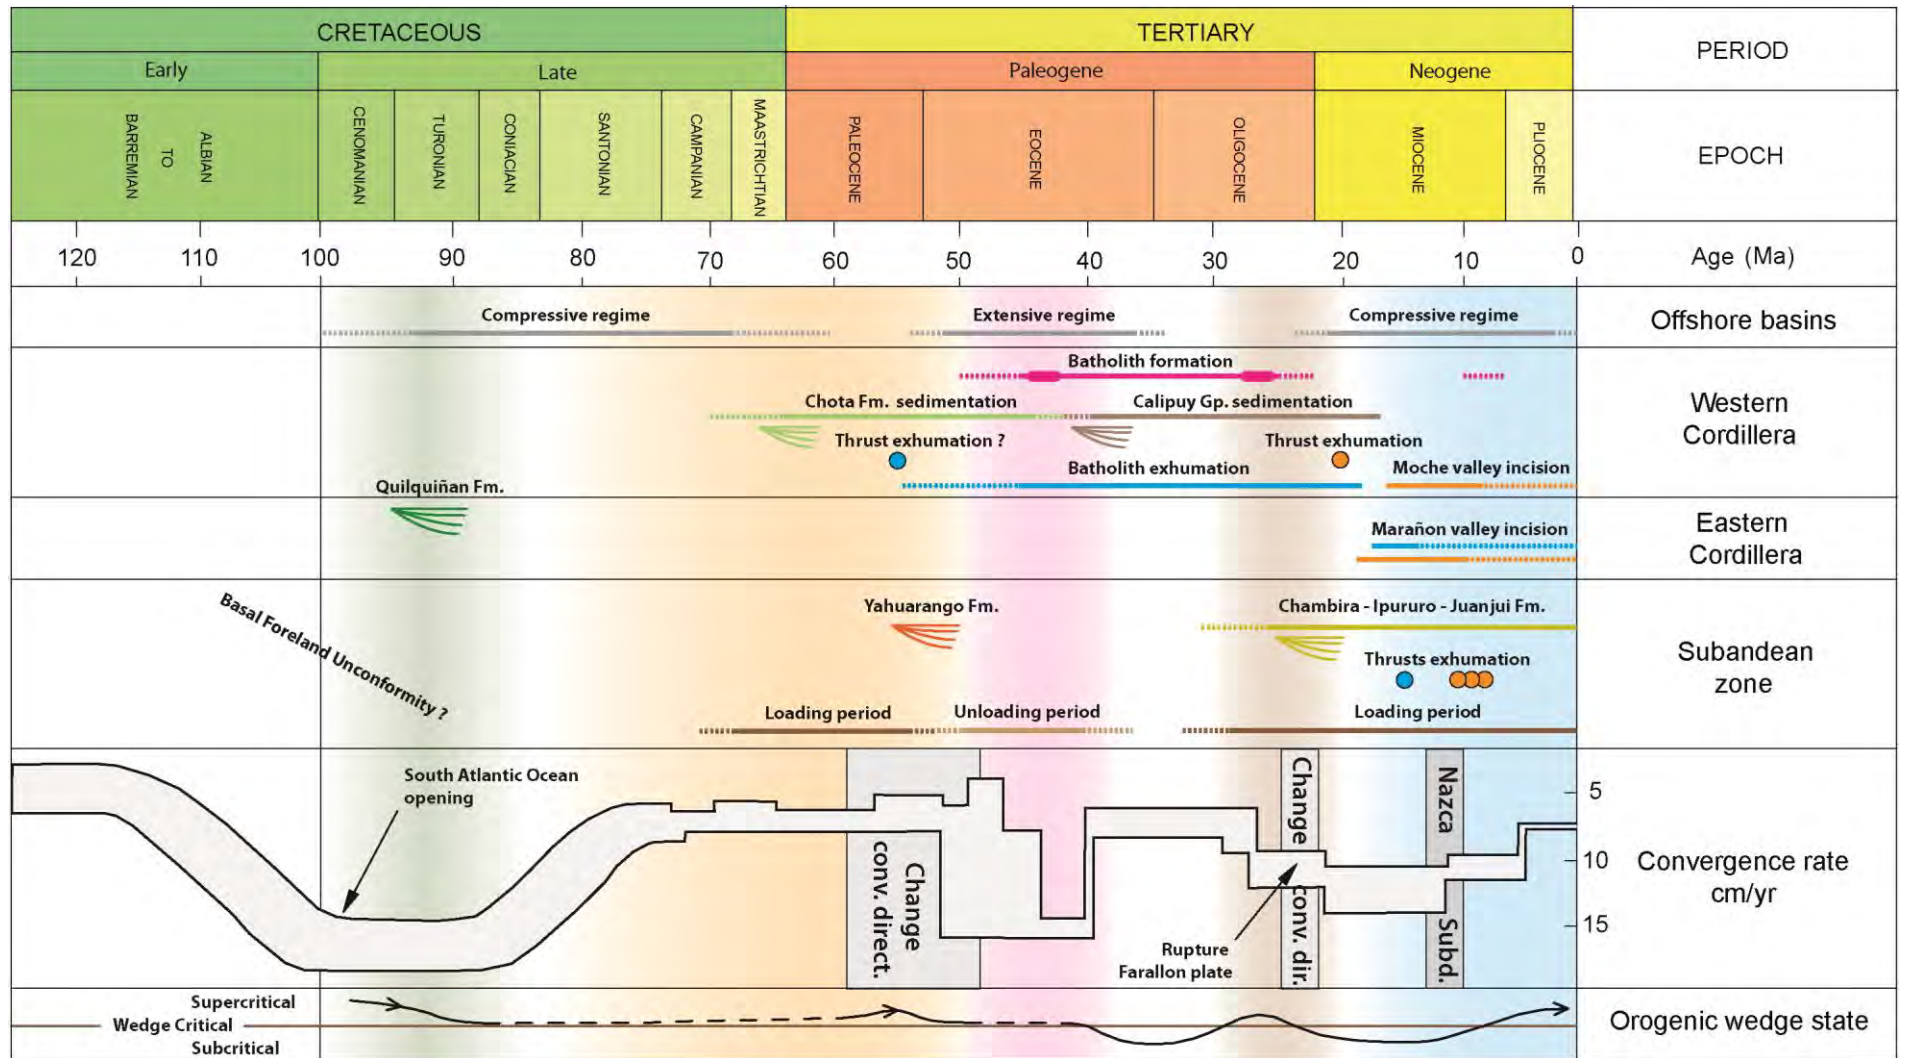 CRETACEOUS
TERTIARY
PERIOD
Early
Late
Paleogene
Neogene
BARREMIAN
TO
ALBIAN
CENOMANIAN
TURONIAN
CONIACIAN
SANTONIAN
CAMPANIAN
MAASTRICHTIAN
PALEOCENE
EOCENE
OLIGOCENE
MIOCENE
PLIOCENE
EPOCH
120 110 100 90 80 70 60 50 40 30 20 10 0
Age (Ma)
Compressive regime
Extensive regime
Compressive regime
Offshore basins
Batholith formation
Chota Fm. sedimentation
Calipuy Gp. sedimentation
Thrust exhumation ?
Thrust exhumation
Batholith exhumation
Moche valley incision
Western
Cordillera
Quilquiñan Fm.
Marañon valley incision
Eastern
Cordillera
Basal Foreland Unconformity ?
Yahuarango Fm.
Chambira - Ipururo - Juanjui Fm.
Thrusts exhumation
Loading period
Unloading period
Loading period
Subandean
zone
South Atlantic Ocean
opening
Change
conv. direct.
Rupture
Farallon plate
Change
conv. dir.
Nazca
Subd.
5
10
15
Convergence rate
cm/yr
Supercritical
Wedge Critical
Subcritical
Orogenic wedge state